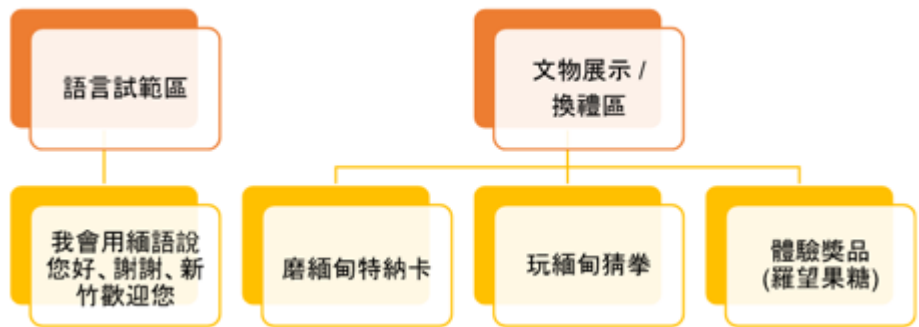 語言試範區
文物展示 /
換禮區
我會用緬語說
您好、謝謝、新
竹歡迎您
磨緬甸特納卡
玩緬甸猜拳
體驗獎品
(羅望果糖)